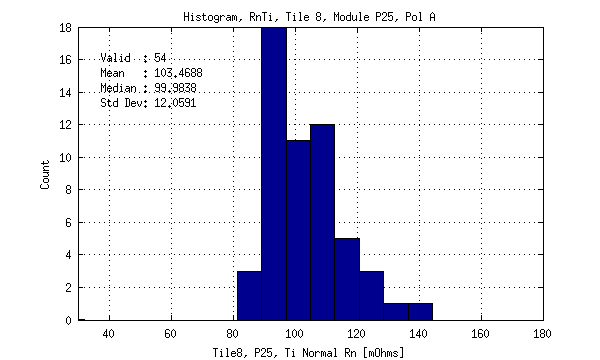 Histogram, RnTi, Tile 8, Module P25, Pol A
18
16
14
12
10
8
6
4
2
0
Count
Valid : 54
Mean : 103.4688
Median : 99.9838
Std Dev: 12.0591
40 60 80 100 120 140 160 180
Tile8, P25, Ti Normal Rn [mOhms]